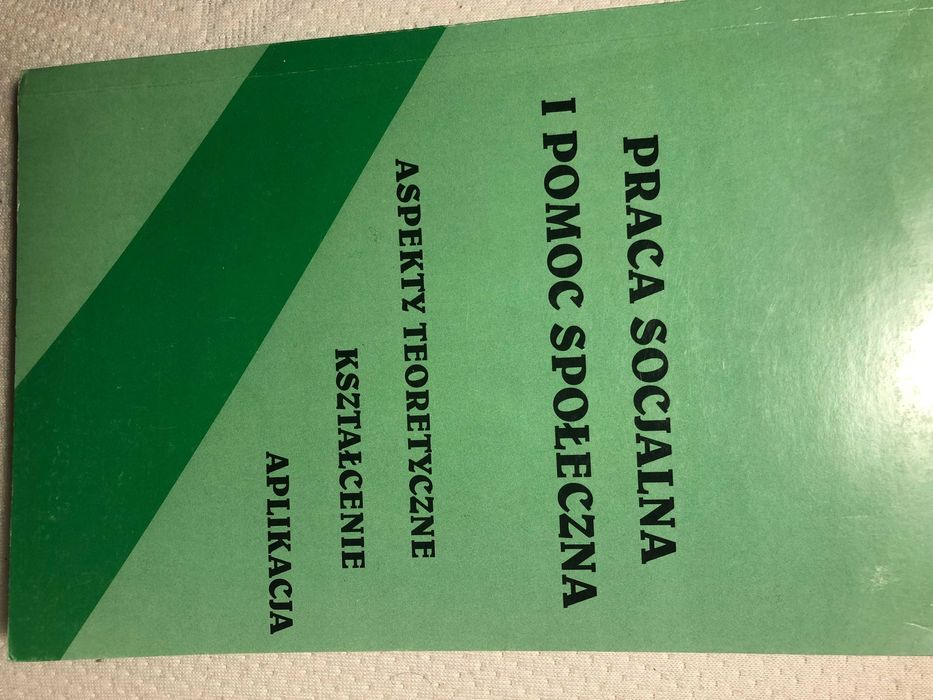 PRACA SOCJALNA
I POMOC SPOŁECZNA
ASPEKTY TEORETYCZNE
KSZTAŁCENIE
APLIKACJA